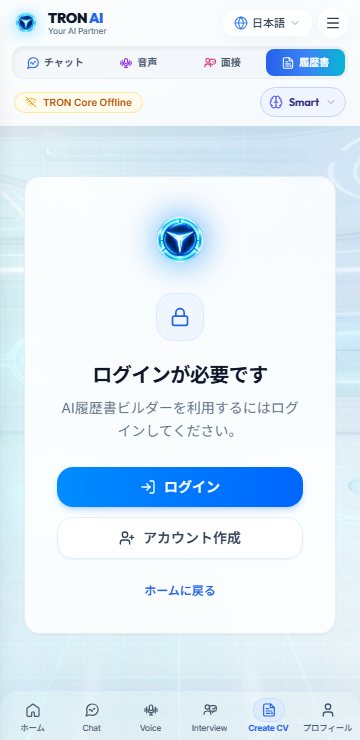 TRON AI
Your AI Partner
日本語
チャット
音声
面接
履歴書
TRON Core Offline
Smart
ログインが必要です
AI履歴書ビルダーを利用するにはログ
インしてください。
ログイン
アカウント作成
ホームに戻る
ホーム
Chat
Voice
Interview
Create CV
プロフィール